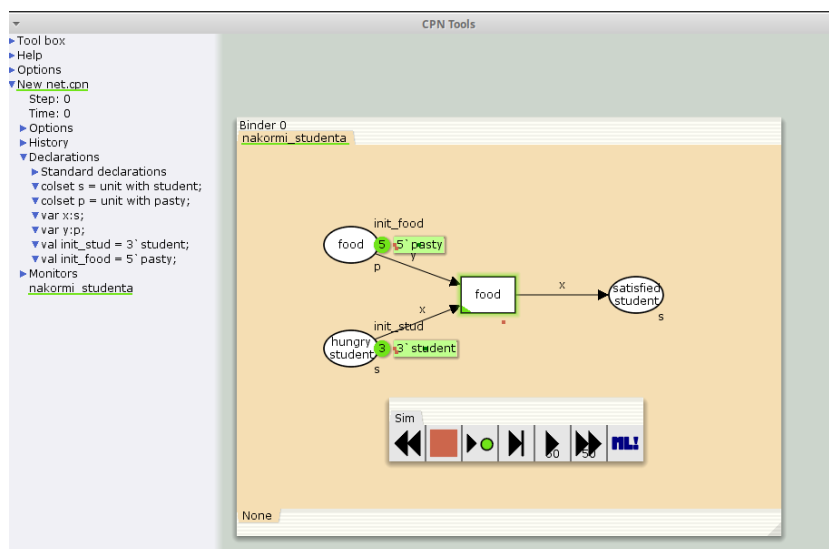 CPN Tools
Tool box
Help
Options
New net.cpn
Step: 0
Time: 0
Options
History
Declarations
Standard declarations
colset s = unit with student;
colset p = unit with pasty;
var x:s;
var y:p;
val init_stud = 3`student;
val init_food = 5`pasty;
Monitors
nakormi_studenta
Binder 0
nakormi_studenta
init_food
food
5
5`pasty
y
p
food
x
satisfied
student
s
x
init_stud
hungry
student
3
3`student
s
Sim
50
50
ML!
None